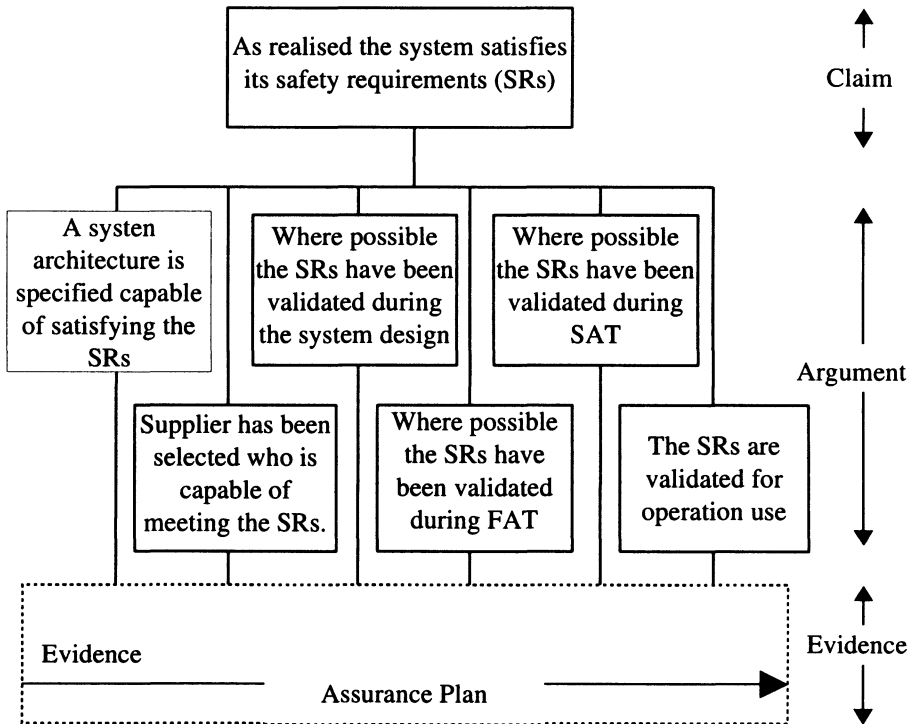 As realised the system satisfies
its safety requirements (SRs)
Claim
A systen
architecture is
specified capable
of satisfying the
SRs
Where possible
the SRs have been
validated during
the system design
Where possible
the SRs have been
validated during
SAT
Argument
Supplier has been
selected who is
capable of
meeting the SRs.
Where possible
the SRs have
been validated
during FAT
The SRs are
validated for
operation use
Evidence
Evidence
Assurance Plan